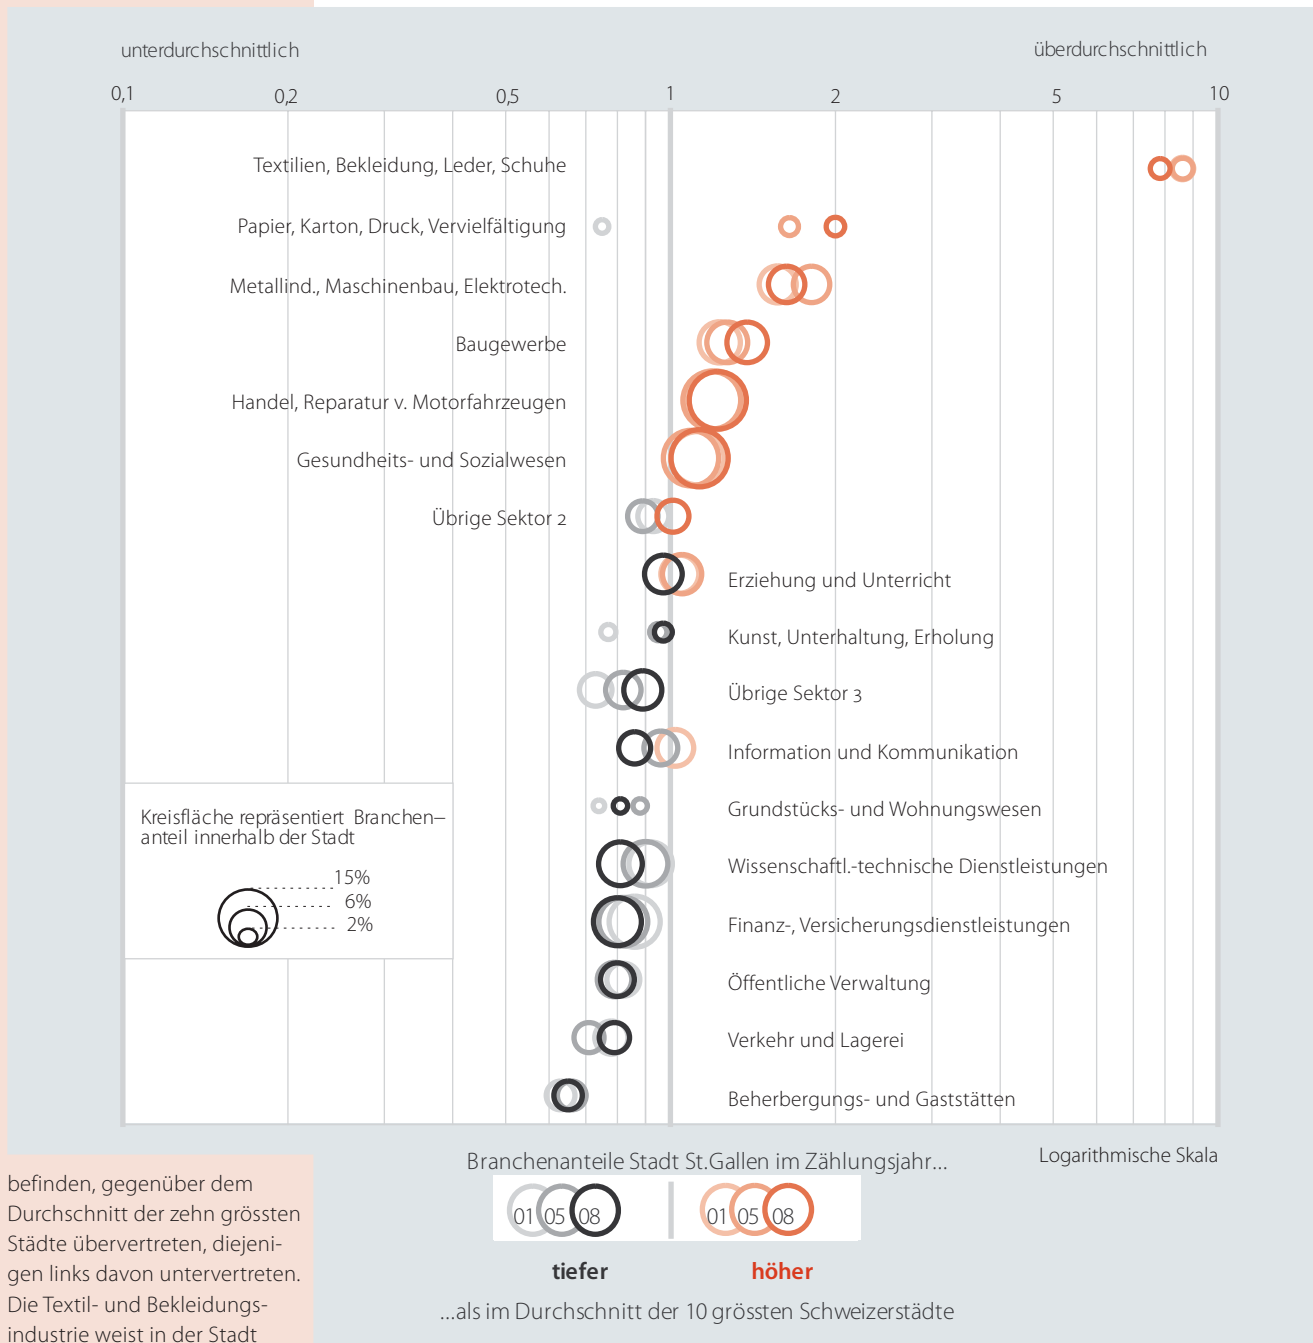 unterdurchschnittlich
überdurchschnittlich
0,1 0,2 0,5 1 2 5 10
Textilien, Bekleidung, Leder, Schuhe
Papier, Karton, Druck, Vervielfältigung
Metallind., Maschinenbau, Elektrotech.
Baugewerbe
Handel, Reparatur v. Motorfahrzeugen
Gesundheits- und Sozialwesen
Übrige Sektor 2
Erziehung und Unterricht
Kunst, Unterhaltung, Erholung
Übrige Sektor 3
Information und Kommunikation
Grundstücks- und Wohnungswesen
Wissenschaftl.-technische Dienstleistungen
Finanz-, Versicherungsdienstleistungen
Öffentliche Verwaltung
Verkehr und Lagerei
Beherbergungs- und Gaststätten
Kreisfläche repräsentiert Branchen–
anteil innerhalb der Stadt
15%
6%
2%
Logarithmische Skala
Branchenanteile Stadt St.Gallen im Zählungsjahr...
01 05 08 01 05 08
tiefer höher
...als im Durchschnitt der 10 grössten Schweizerstädte
befinden, gegenüber dem
Durchschnitt der zehn grössten
Städte übervertreten, diejeni-
gen links davon untervertreten.
Die Textil- und Bekleidungs-
industrie weist in der Stadt